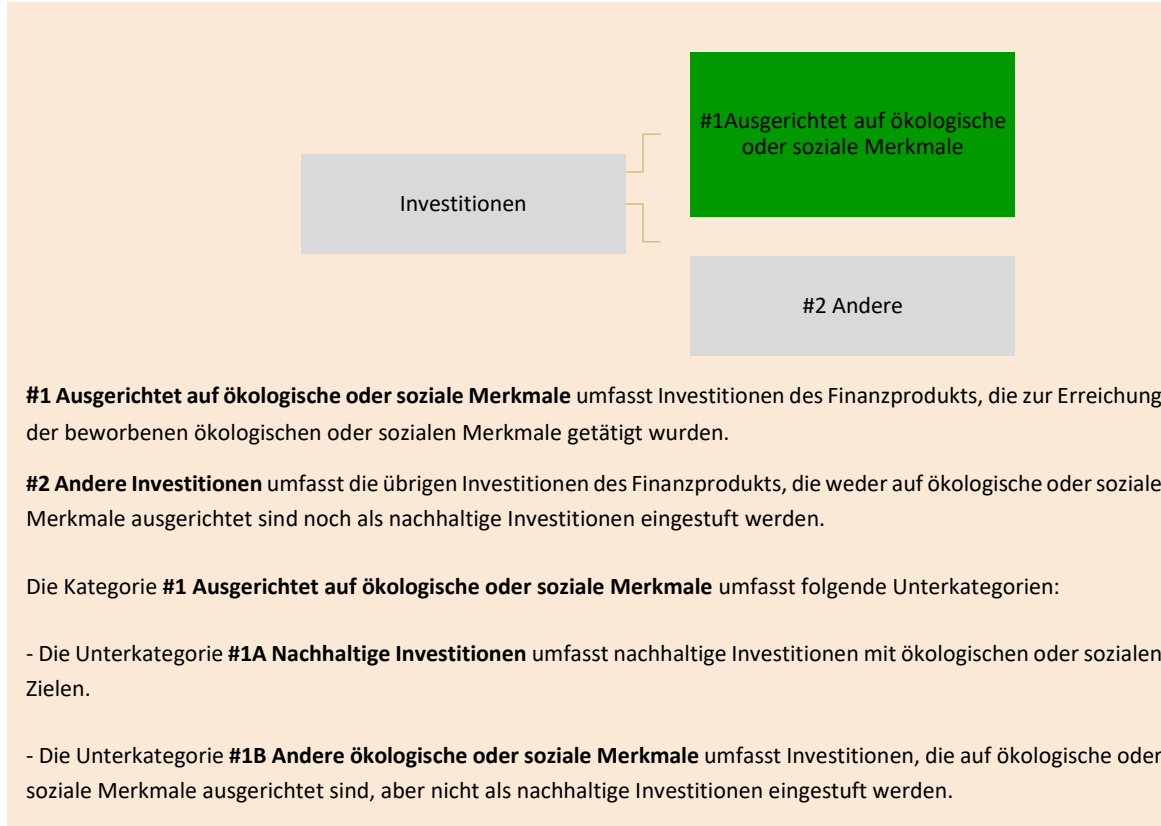 #1Ausgerichtet auf ökologische
oder soziale Merkmale
Investitionen
#2 Andere
#1 Ausgerichtet auf ökologische oder soziale Merkmale umfasst Investitionen des Finanzprodukts, die zur Erreichung
der beworbenen ökologischen oder sozialen Merkmale getätigt wurden.
#2 Andere Investitionen umfasst die übrigen Investitionen des Finanzprodukts, die weder auf ökologische oder soziale
Merkmale ausgerichtet sind noch als nachhaltige Investitionen eingestuft werden.
Die Kategorie #1 Ausgerichtet auf ökologische oder soziale Merkmale umfasst folgende Unterkategorien:
- Die Unterkategorie #1A Nachhaltige Investitionen umfasst nachhaltige Investitionen mit ökologischen oder sozialen
Zielen.
- Die Unterkategorie #1B Andere ökologische oder soziale Merkmale umfasst Investitionen, die auf ökologische oder
soziale Merkmale ausgerichtet sind, aber nicht als nachhaltige Investitionen eingestuft werden.